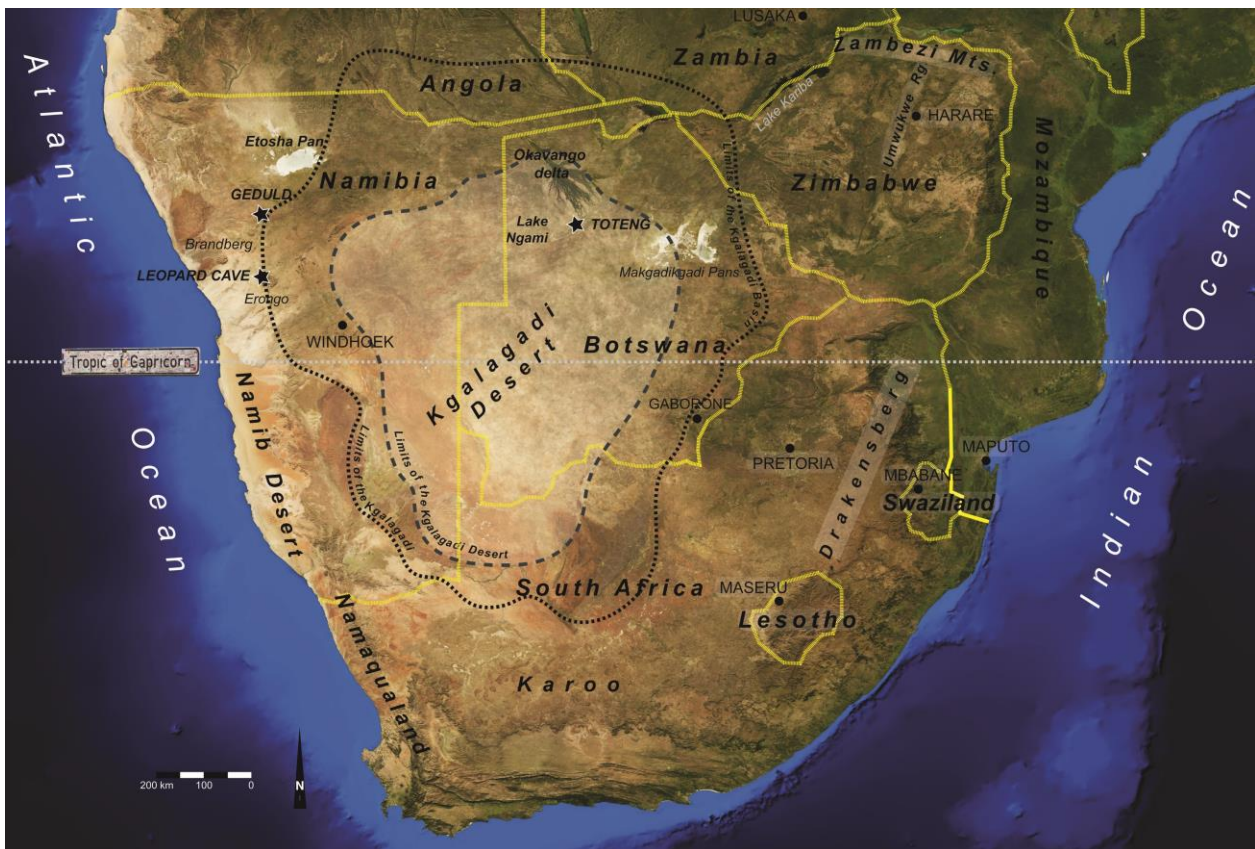 LUSAKA
Zambia
Zambezi Mts.
Angola
Lake Kariba
Umwukwe Rg
HARARE
Atlantic
Ocean
Etosha Pan
Okavango
delta
Limits of the Kgalagadi Basin
Mozambique
Namibia
Zimbabwe
GEDULD
Lake
Ngami
TOTENG
Brandberg
Makgadikgadi Pans
LEOPARD CAVE
Erongo
Indian
Ocean
WINDHOEK
Kgalagadi
Desert
Botswana
Tropic of Capricorn
Namib Desert
GABORONE
Drakensberg
Limits of the Kgalagadi
Limits of the Kgalagadi Desert
PRETORIA
MAPUTO
MBABANE
Swaziland
South Africa
MASERU
Lesotho
Namaqualand
Karoo
200 km 100 0
N